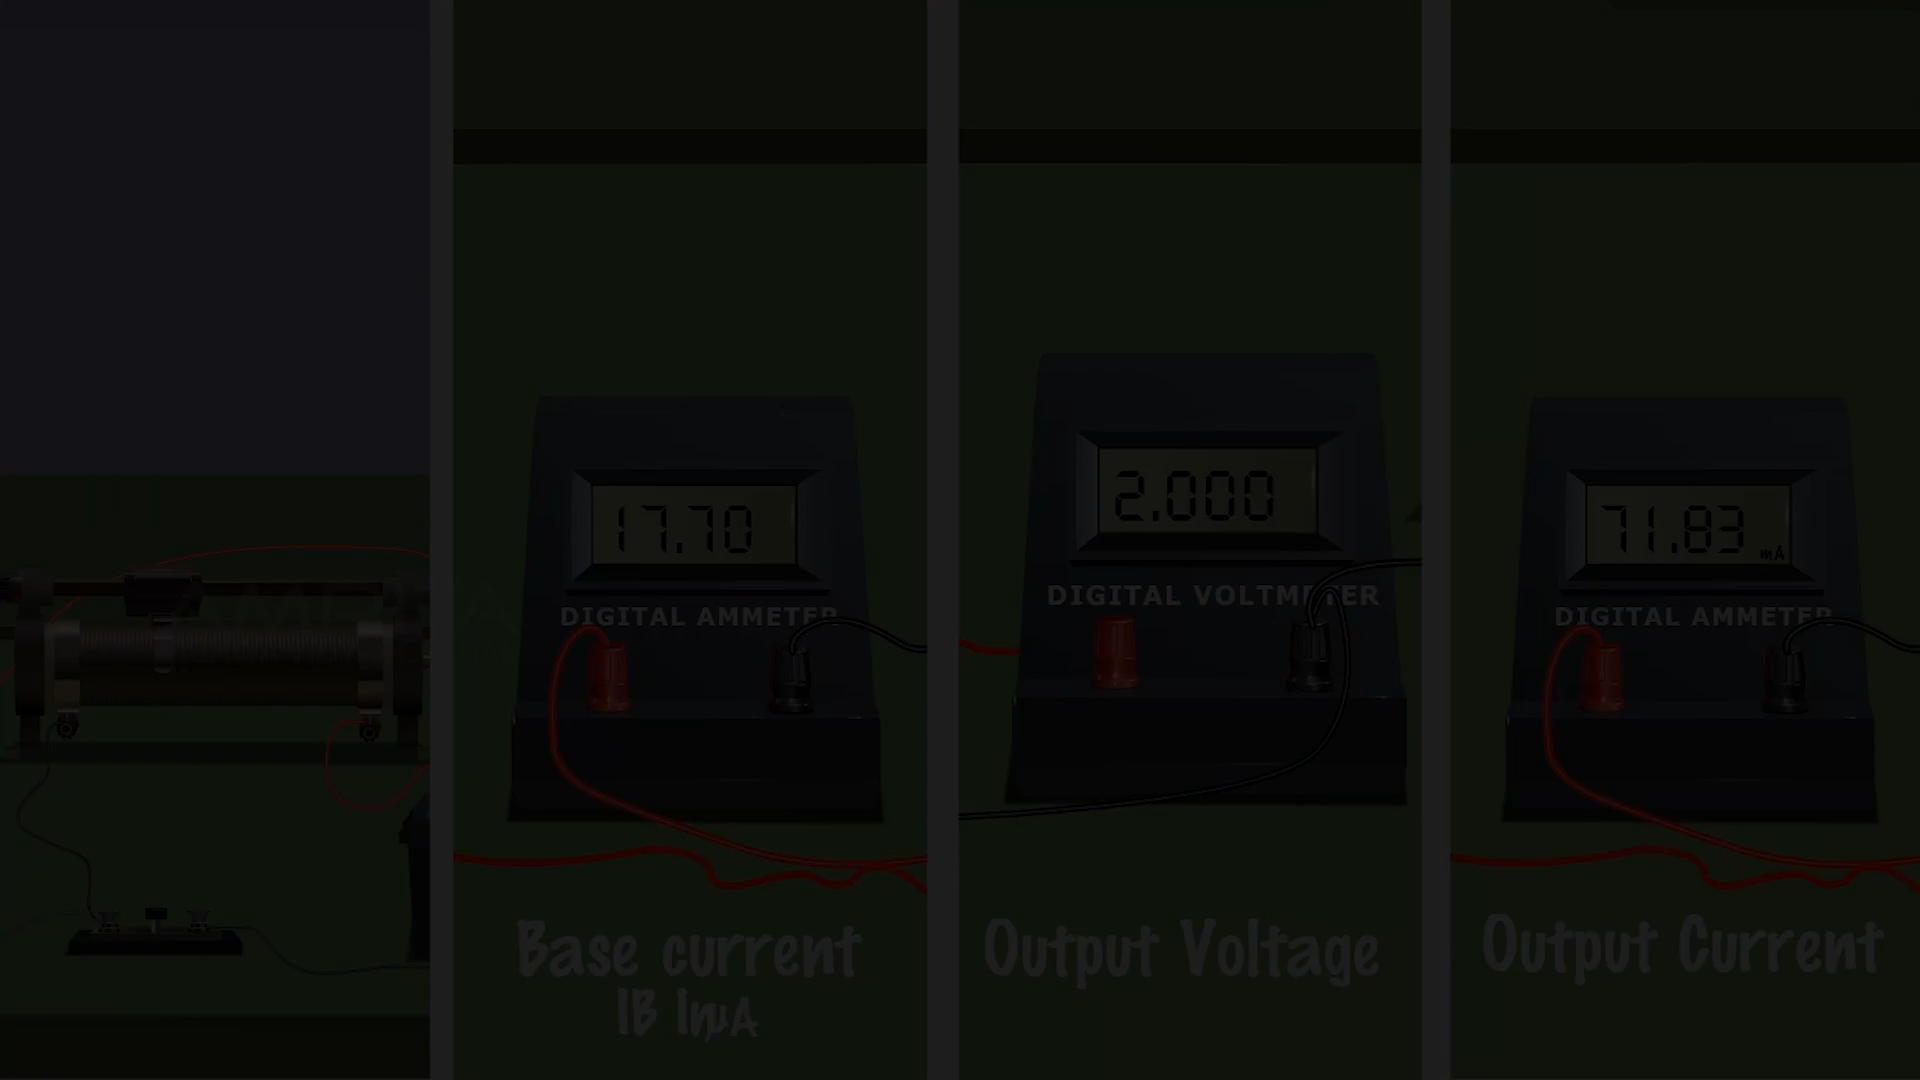 17.70
DIGITAL AMMETER
Base current
IB InµA
2.000
DIGITAL VOLTMETER
Output Voltage
71.83 mA
DIGITAL AMMETER
Output Current